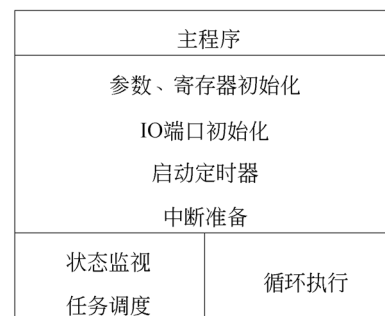 主程序
参数、寄存器初始化
IO端口初始化
启动定时器
中断准备
状态监视
任务调度
循环执行